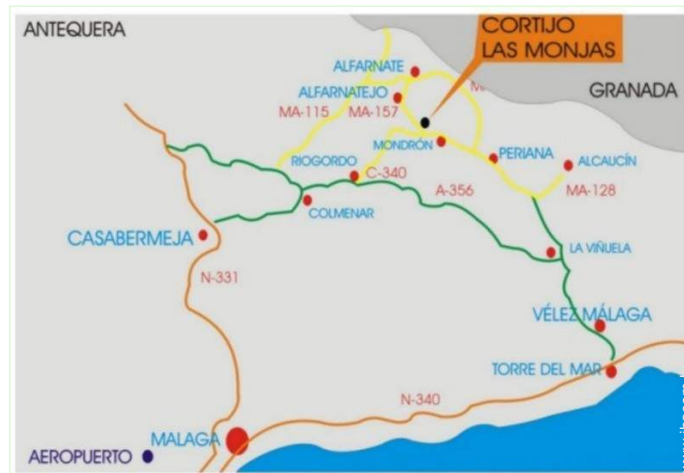 ANTEQUERA
CORTIJO
LAS MONJAS
ALFARNATE
ALFARNATEJO
GRANADA
MA-115
MA-157
MONDRÓN
PERIANA
RIOGORDO
C-340
ALCAUCÍN
A-356
MA-128
COLMENAR
CASABERMEJA
LA VIÑUELA
N-331
VÉLEZ MÁLAGA
TORRE DEL MAR
N-340
MALAGA
AEROPUERTO